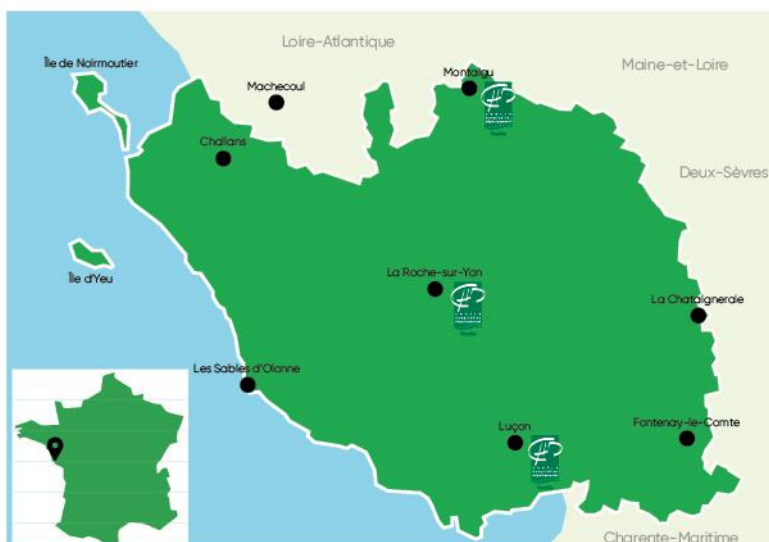 Loire-Atlantique
Île de Noirmoutier
Montaigu
Maine-et-Loire
Machecoul
Challans
Deux-Sèvres
La Roche-sur-Yon
Île d'Yeu
La Chataigneraie
Les Sables d'Olonne
Luçon
Fontenay-le-Comte
Charente-Maritime